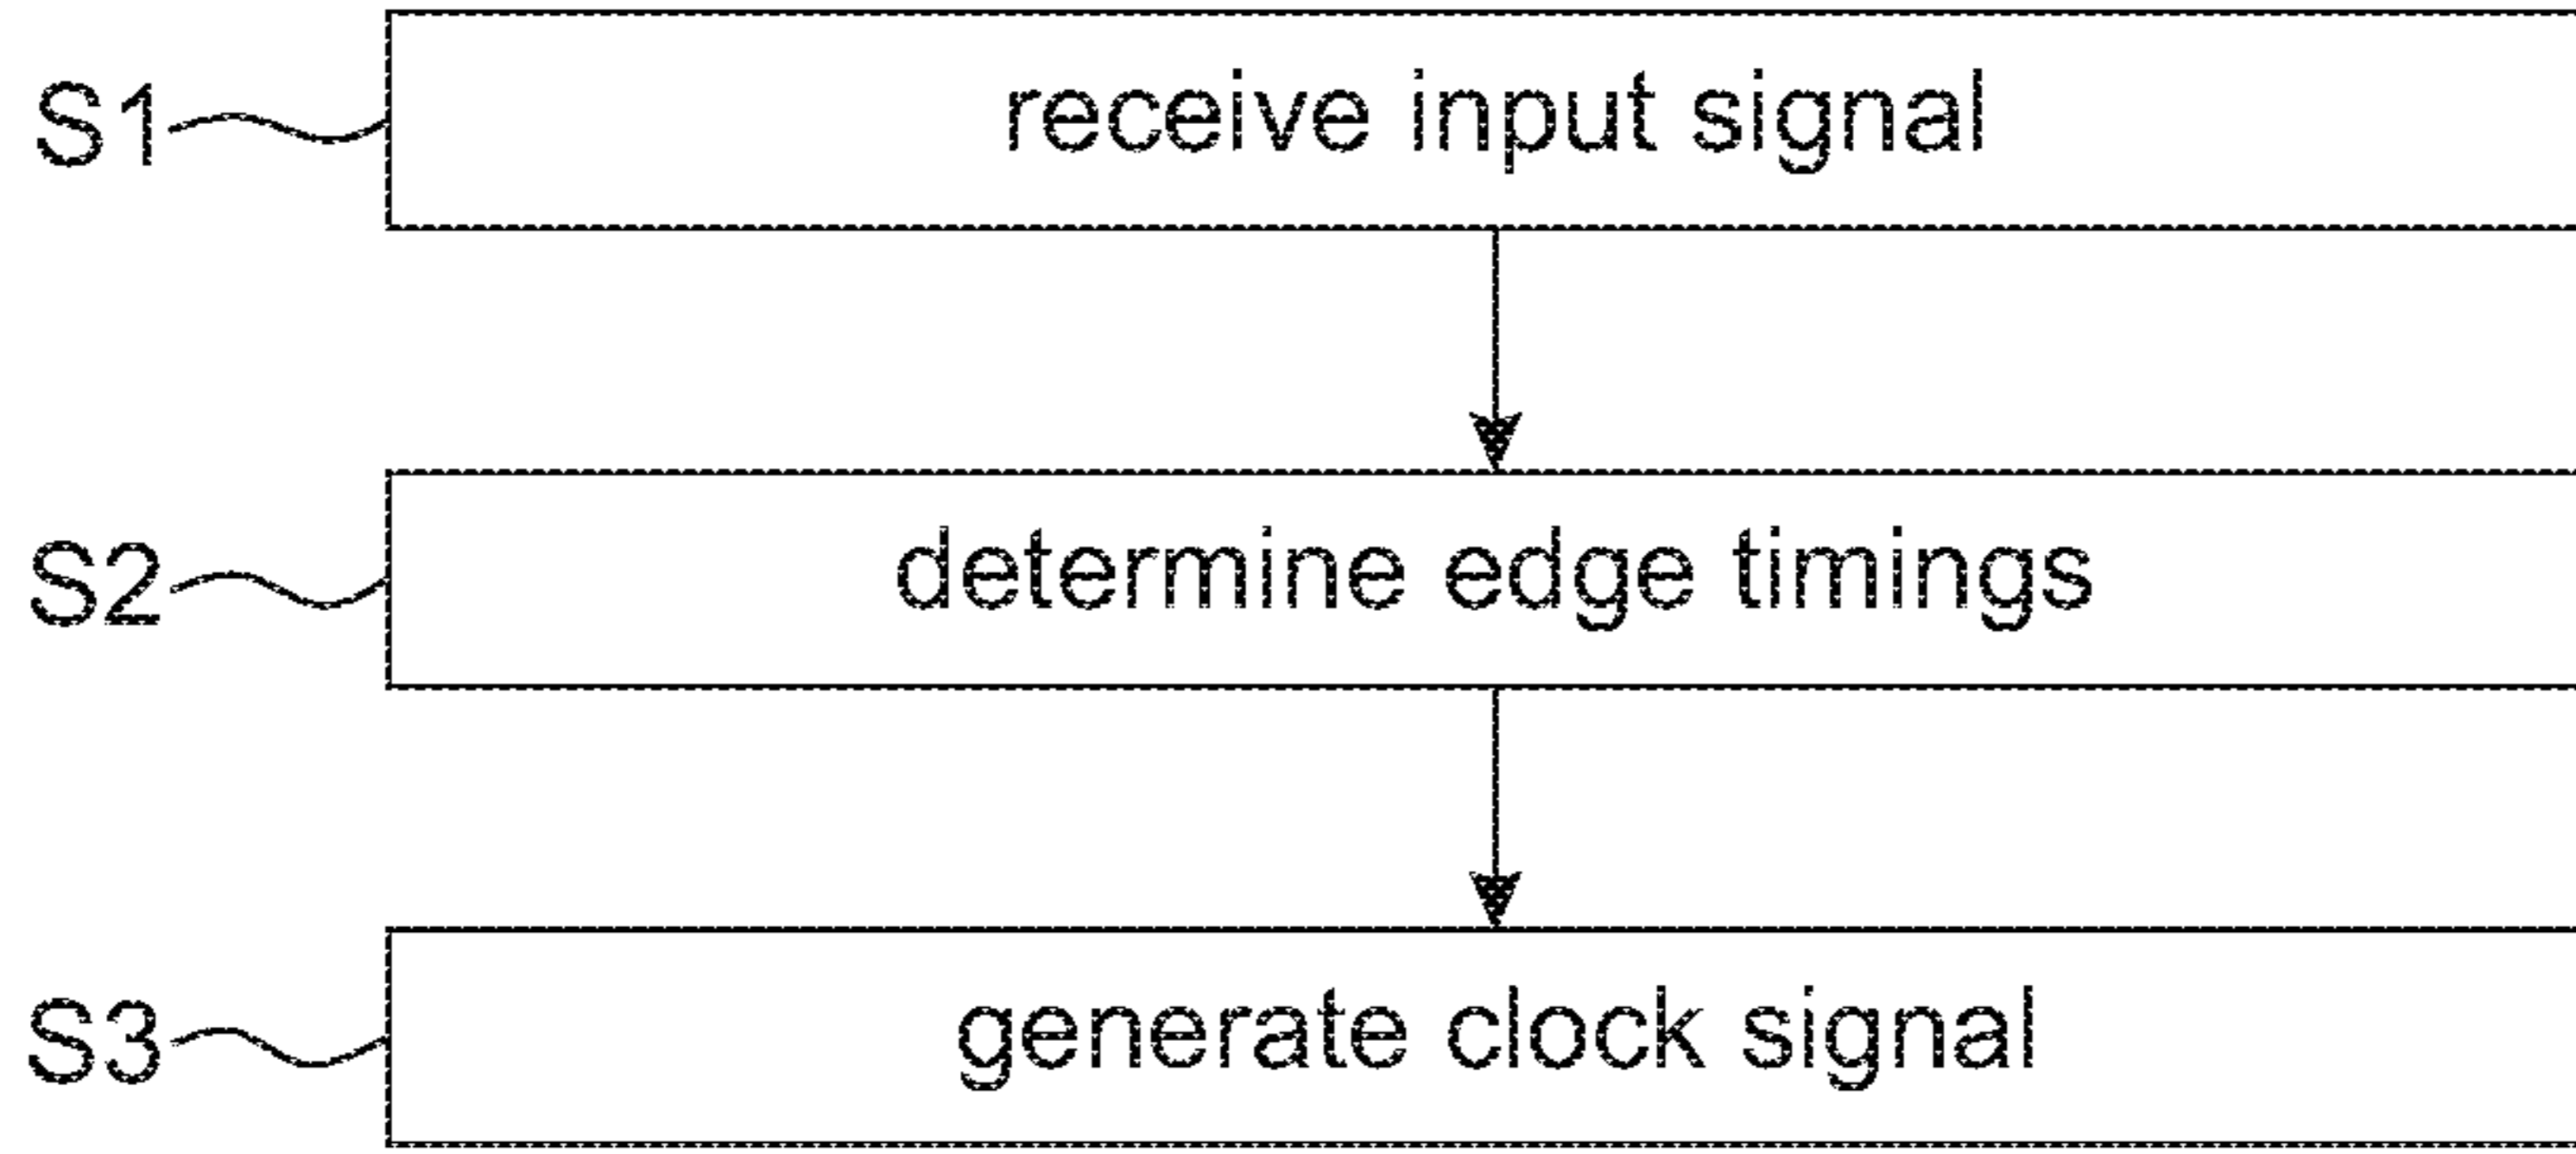 S1 receive input signal
S2 determine edge timings
S3 generate clock signal